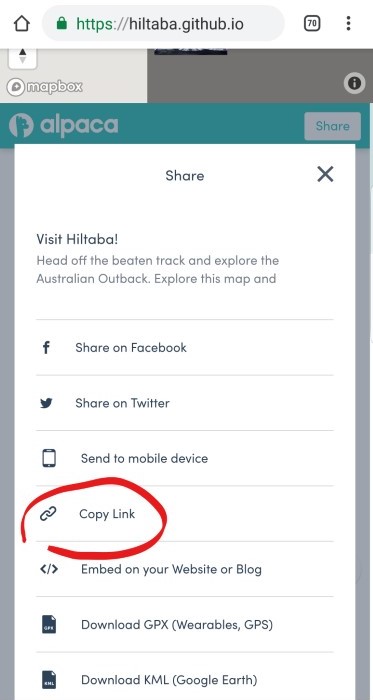 https://hiltaba.github.io
70
mapbox
i
alpaca
Share
Share
Visit Hiltaba!
Head off the beaten track and explore the
Australian Outback. Explore this map and
f Share on Facebook
Share on Twitter
Send to mobile device
Copy Link
</> Embed on your Website or Blog
GPX Download GPX (Wearables, GPS)
KML Download KML (Google Earth)